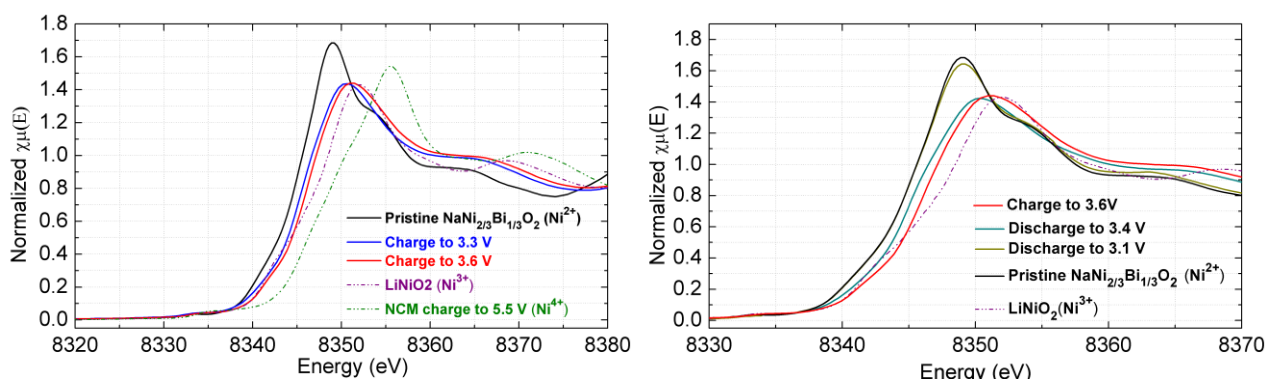 1.8
1.6
1.4
1.2
1.0
0.8
0.6
0.4
0.2
0.0
Normalized χμ(E)
Pristine NaNi2/3Bi1/3O2 (Ni2+)
Charge to 3.3 V
Charge to 3.6 V
LiNiO2 (Ni3+)
NCM charge to 5.5 V (Ni4+)
8320 8330 8340 8350 8360 8370 8380
Energy (eV)
1.8
1.6
1.4
1.2
1.0
0.8
0.6
0.4
0.2
0.0
Normalized χμ(E)
Charge to 3.6V
Discharge to 3.4 V
Discharge to 3.1 V
Pristine NaNi2/3Bi1/3O2 (Ni2+)
LiNiO2(Ni3+)
8330 8340 8350 8360 8370
Energy (eV)